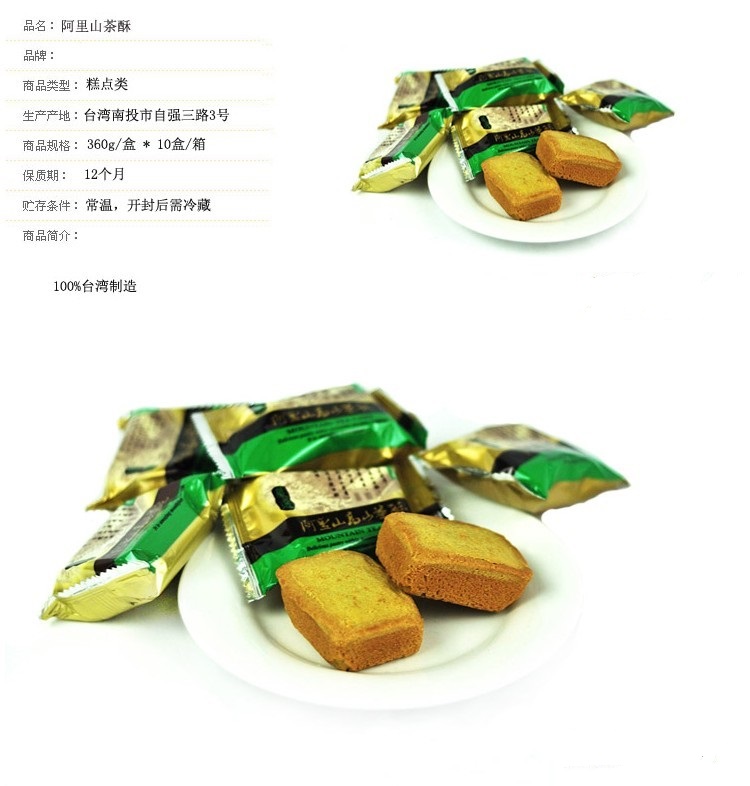 品名：阿里山茶酥
品牌：
商品类型：糕点类
生产产地：台湾南投市自强三路3号
商品规格：360g/盒 * 10盒/箱
保质期： 12个月
贮存条件：常温，开封后需冷藏
商品简介：
100%台湾制造
阿里山高山茶酥
MOUNTAIN TEA